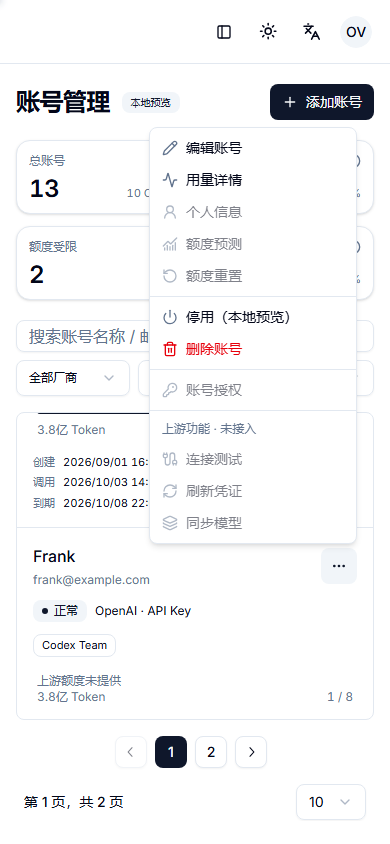 OV
账号管理
本地预览
添加账号
总账号
13
10
额度受限
2
%
%
编辑账号
用量详情
个人信息
额度预测
额度重置
停用（本地预览）
删除账号
账号授权
上游功能 · 未接入
连接测试
刷新凭证
同步模型
搜索账号名称 / 邮
全部厂商
3.8亿 Token
创建 2026/09/01 16:
调用 2026/10/03 14:
到期 2026/10/08 22:
Frank
frank@example.com
正常 OpenAI · API Key
Codex Team
上游额度未提供
3.8亿 Token
1 / 8
1
2
第 1 页，共 2 页
10